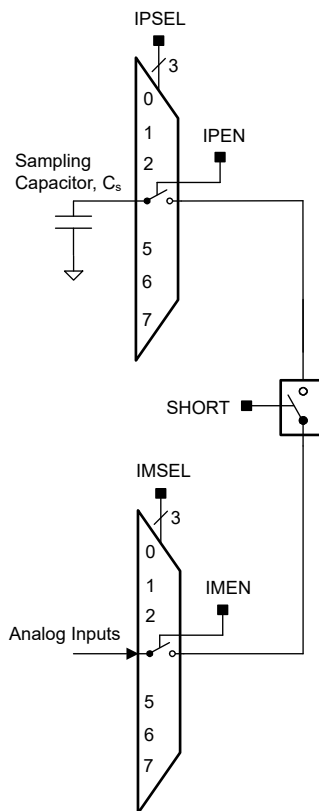 IPSEL
3
0
1
2
IPEN
Sampling
Capacitor, Cs
5
6
7
SHORT
IMSEL
3
0
1
2
IMEN
Analog Inputs
5
6
7